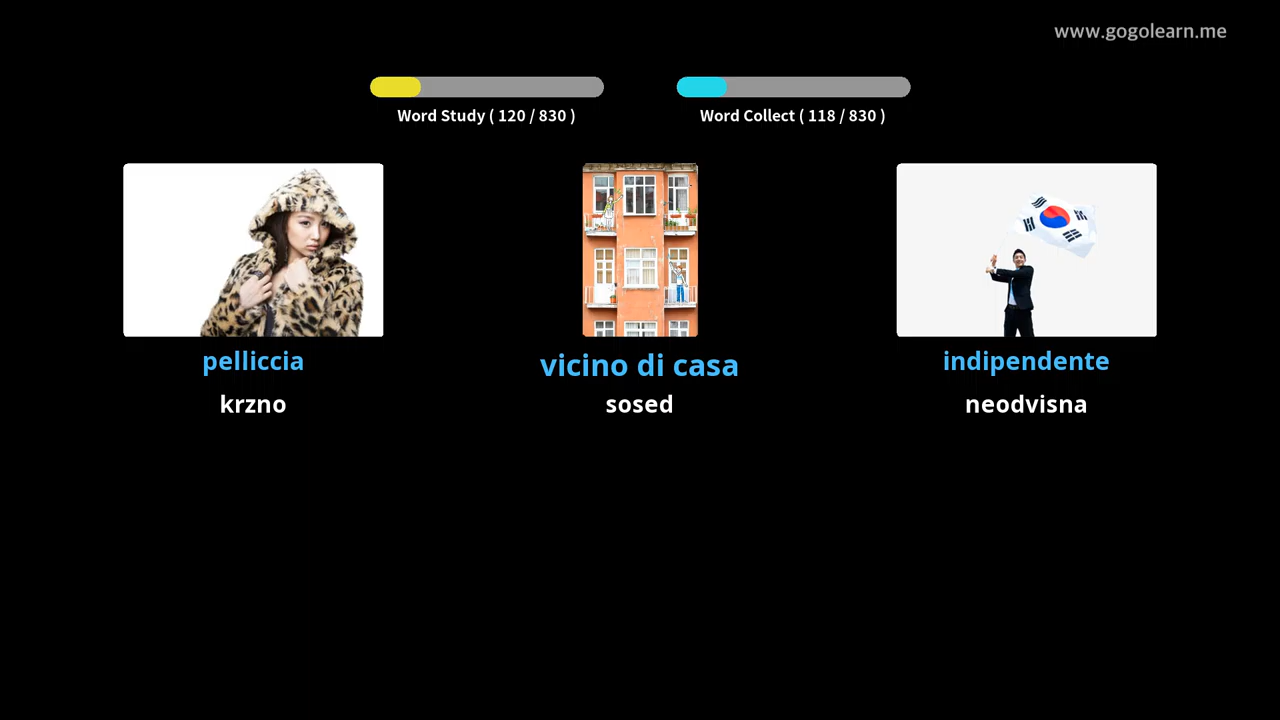 www.gogolearn.me
Word Study ( 120 / 830 )
Word Collect ( 118 / 830 )
pelliccia
vicino di casa
indipendente
krzno
sosed
neodvisna